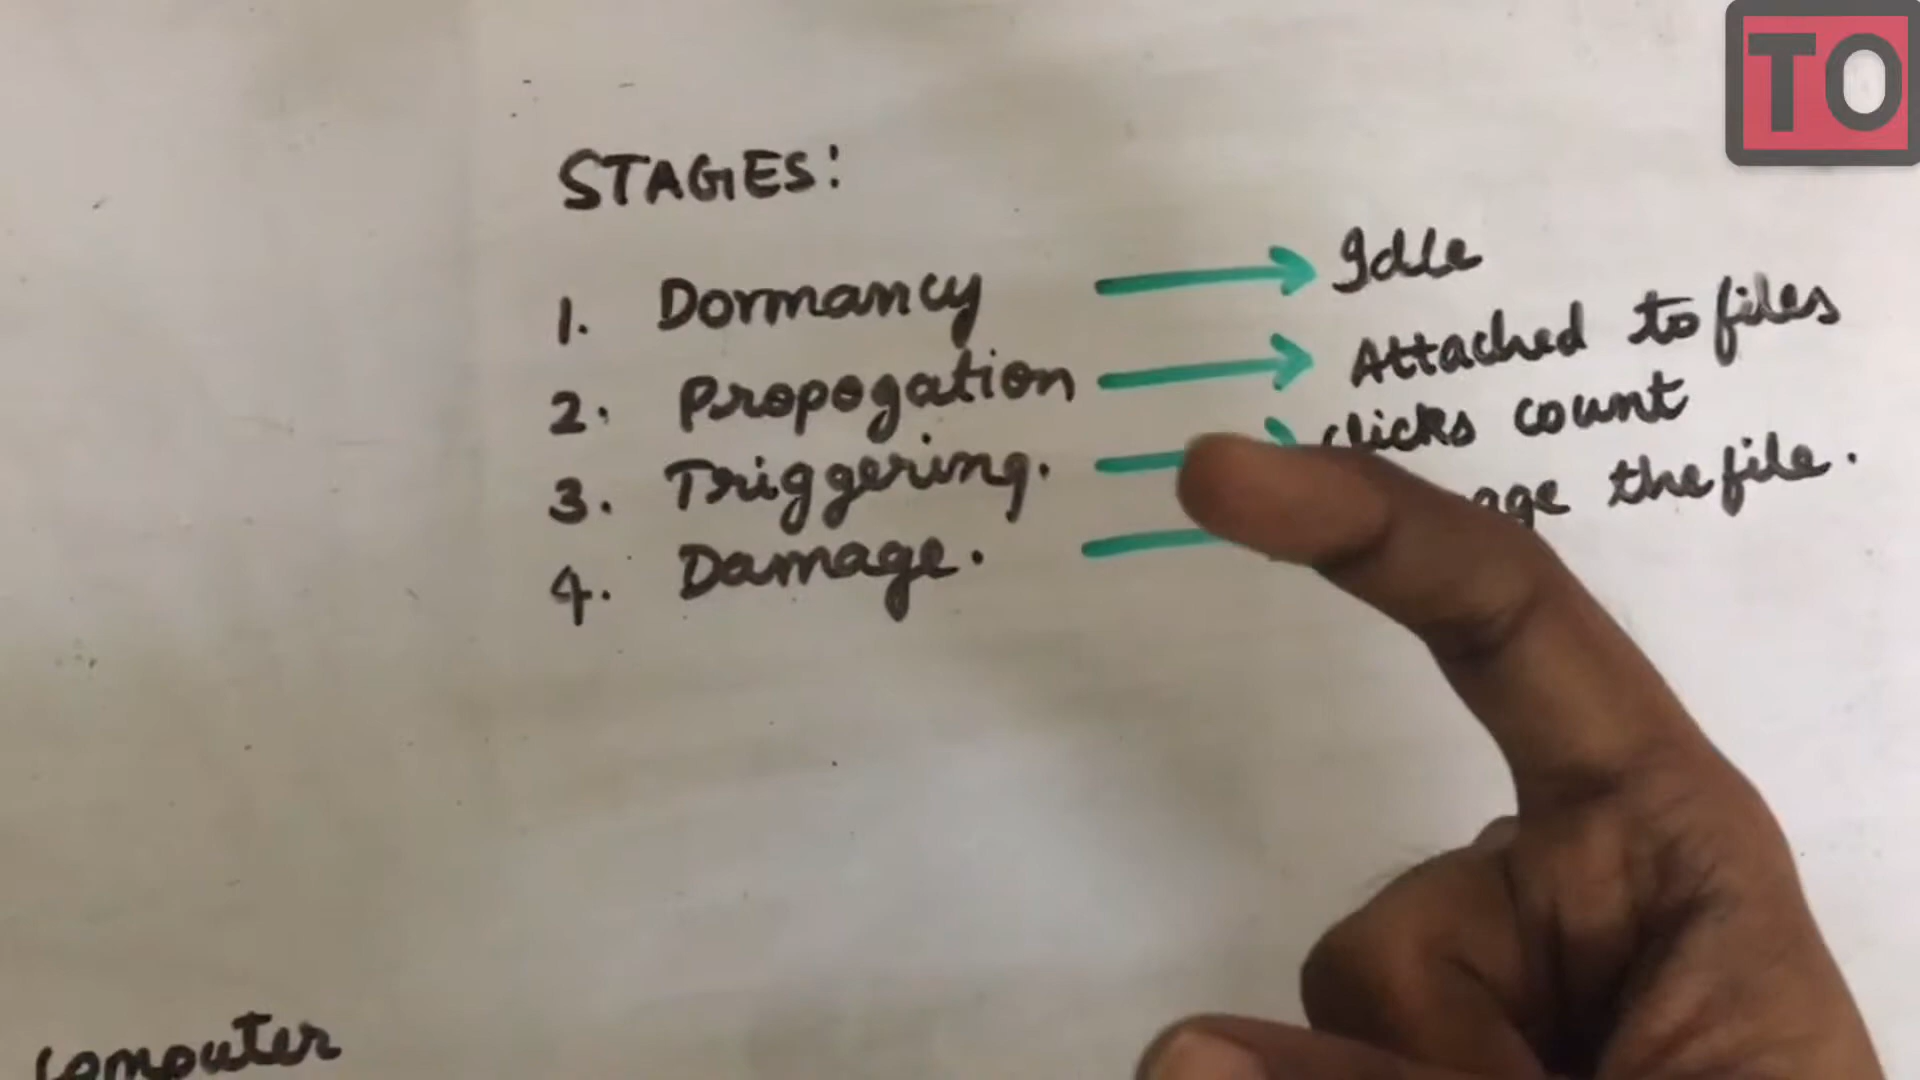 TO
STAGES:
1. Dormancy → Idle
2. Propogation → Attached to files
3. Triggering. → clicks count
4. Damage. the file.
Computer